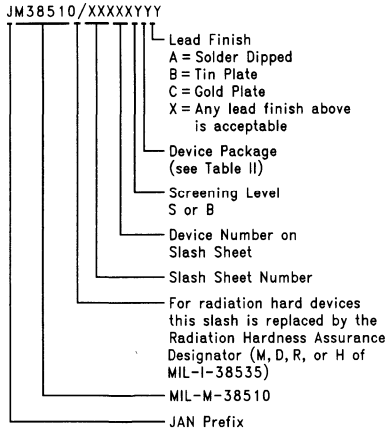 JM38510/XXXXXYYY
Lead Finish
A = Solder Dipped
B = Tin Plate
C = Gold Plate
X = Any lead finish above
is acceptable
Device Package
(see Table II)
Screening Level
S or B
Device Number on
Slash Sheet
Slash Sheet Number
For radiation hard devices
this slash is replaced by the
Radiation Hardness Assurance
Designator (M, D, R, or H of
MIL-I-38535)
MIL-M-38510
JAN Prefix